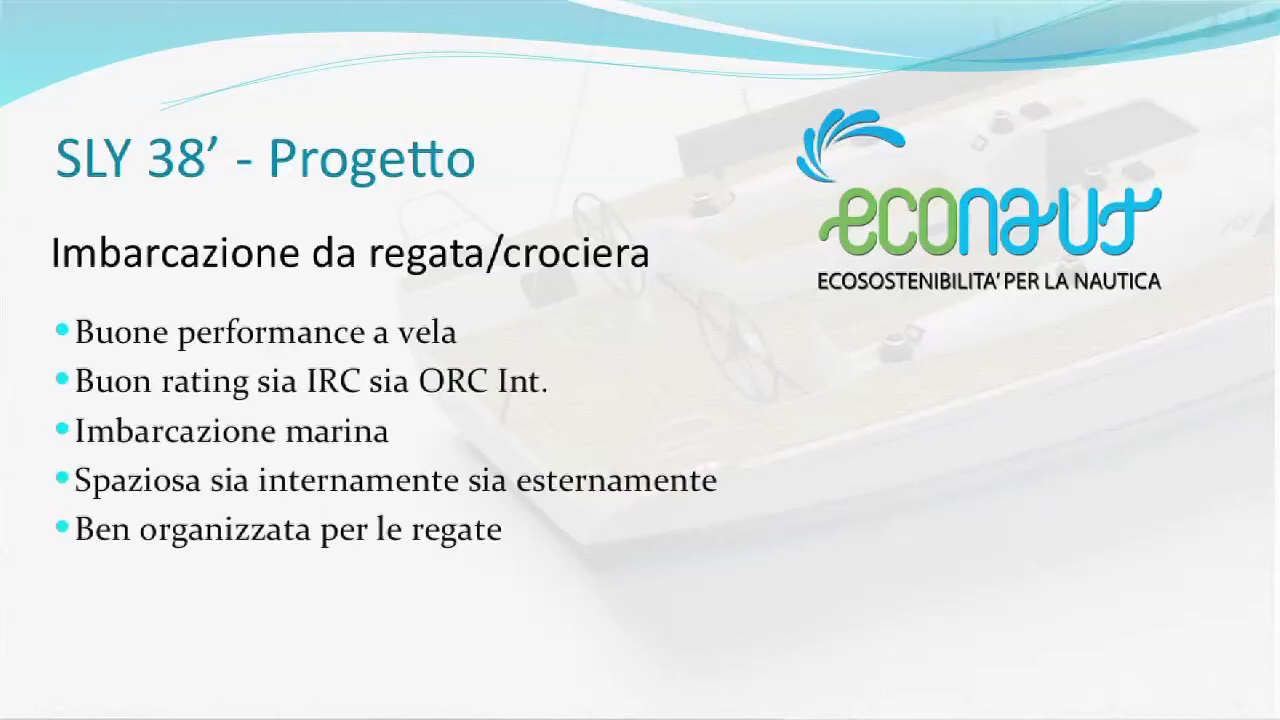 SLY 38’ - Progetto
econaut
ECOSOSTENIBILITA’ PER LA NAUTICA
Imbarcazione da regata/crociera
•Buone performance a vela
•Buon rating sia IRC sia ORC Int.
•Imbarcazione marina
•Spaziosa sia internamente sia esternamente
•Ben organizzata per le regate